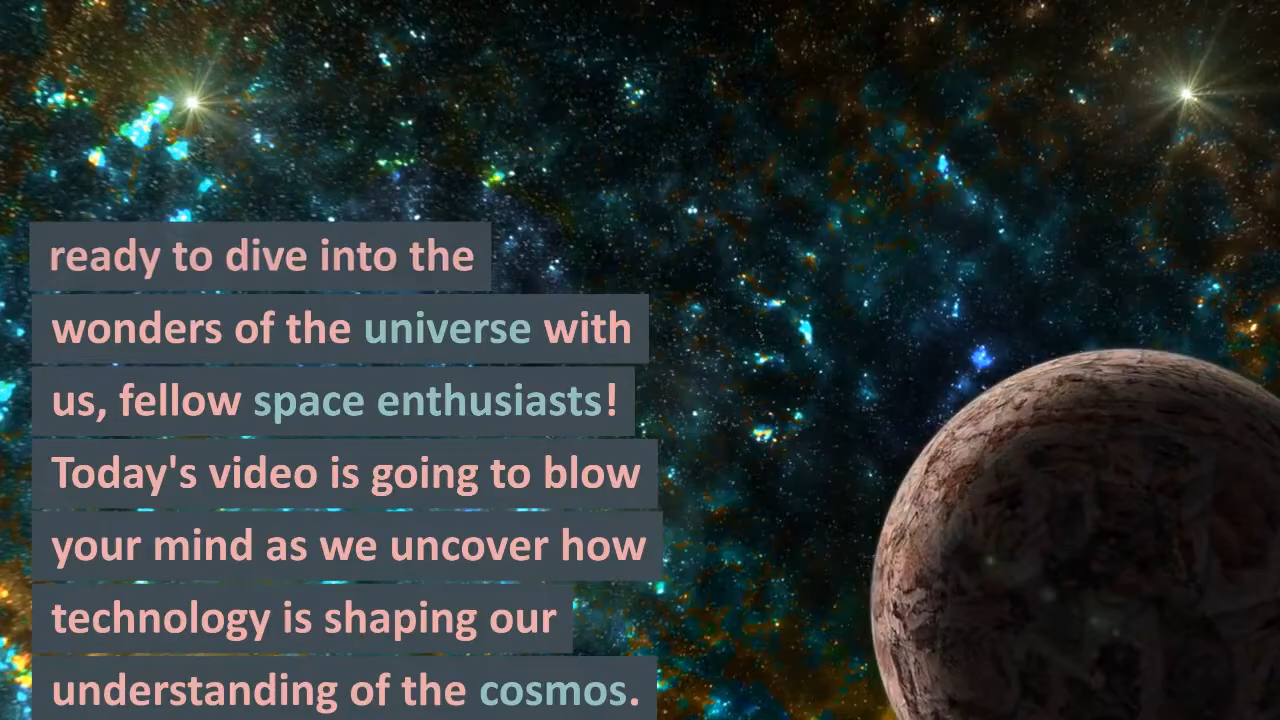 ready to dive into the
wonders of the universe with
us, fellow space enthusiasts!
Today's video is going to blow
your mind as we uncover how
technology is shaping our
understanding of the cosmos.